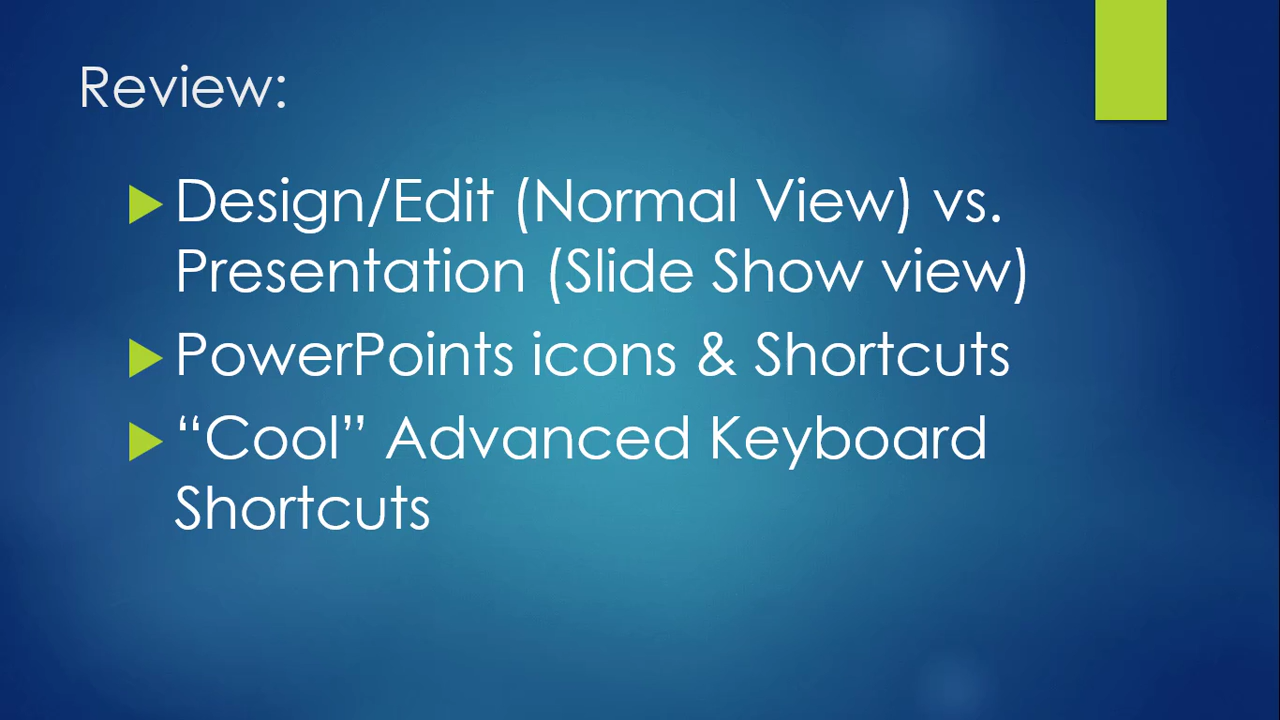 Review:
Design/Edit (Normal View) vs.
Presentation (Slide Show view)
PowerPoints icons & Shortcuts
“Cool” Advanced Keyboard
Shortcuts